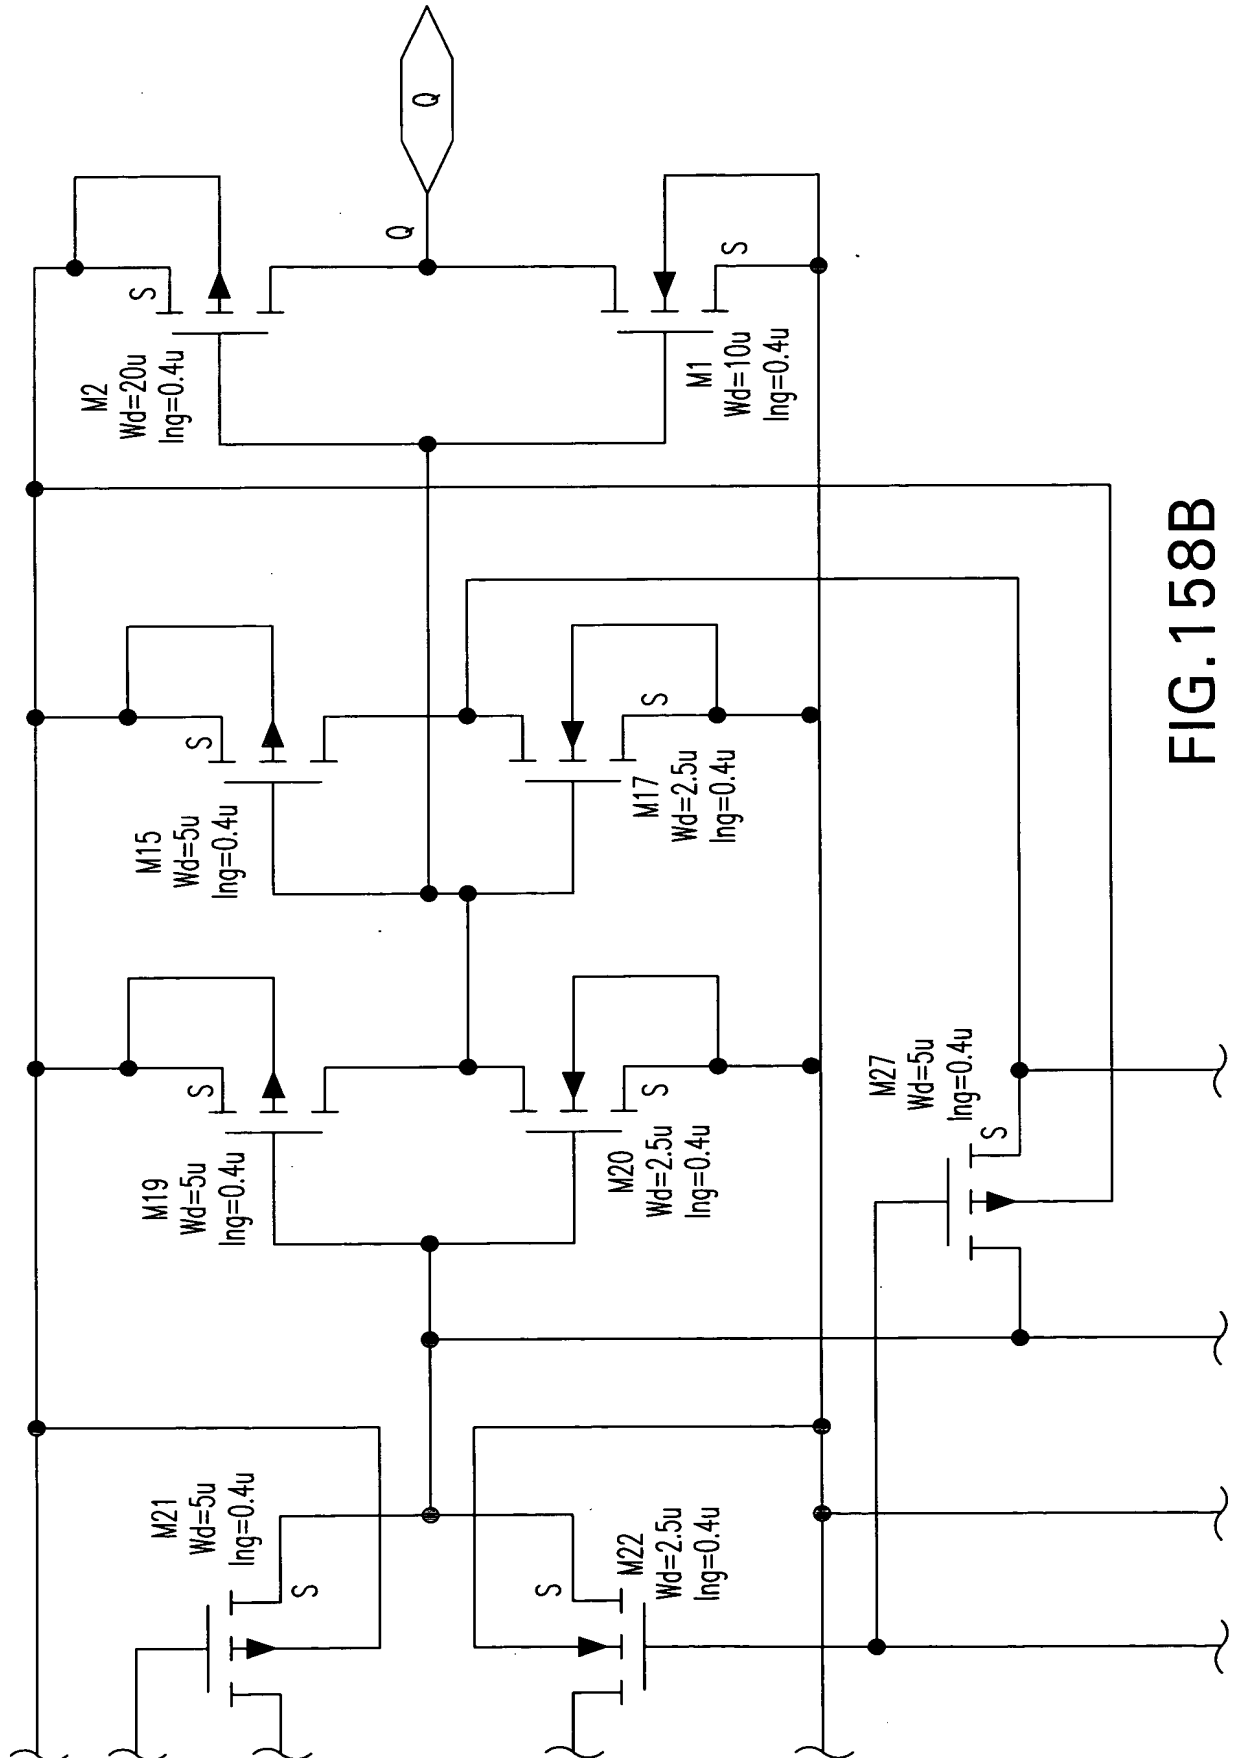 M21
Wd=5u
lng=0.4u
S
M22
Wd=2.5u
lng=0.4u
S
M19
Wd=5u
lng=0.4u
S
M20
Wd=2.5u
lng=0.4u
S
M27
Wd=5u
lng=0.4u
S
M15
Wd=5u
lng=0.4u
S
M17
Wd=2.5u
lng=0.4u
S
M2
Wd=20u
lng=0.4u
S
M1
Wd=10u
lng=0.4u
S
Q
Q
FIG.158B